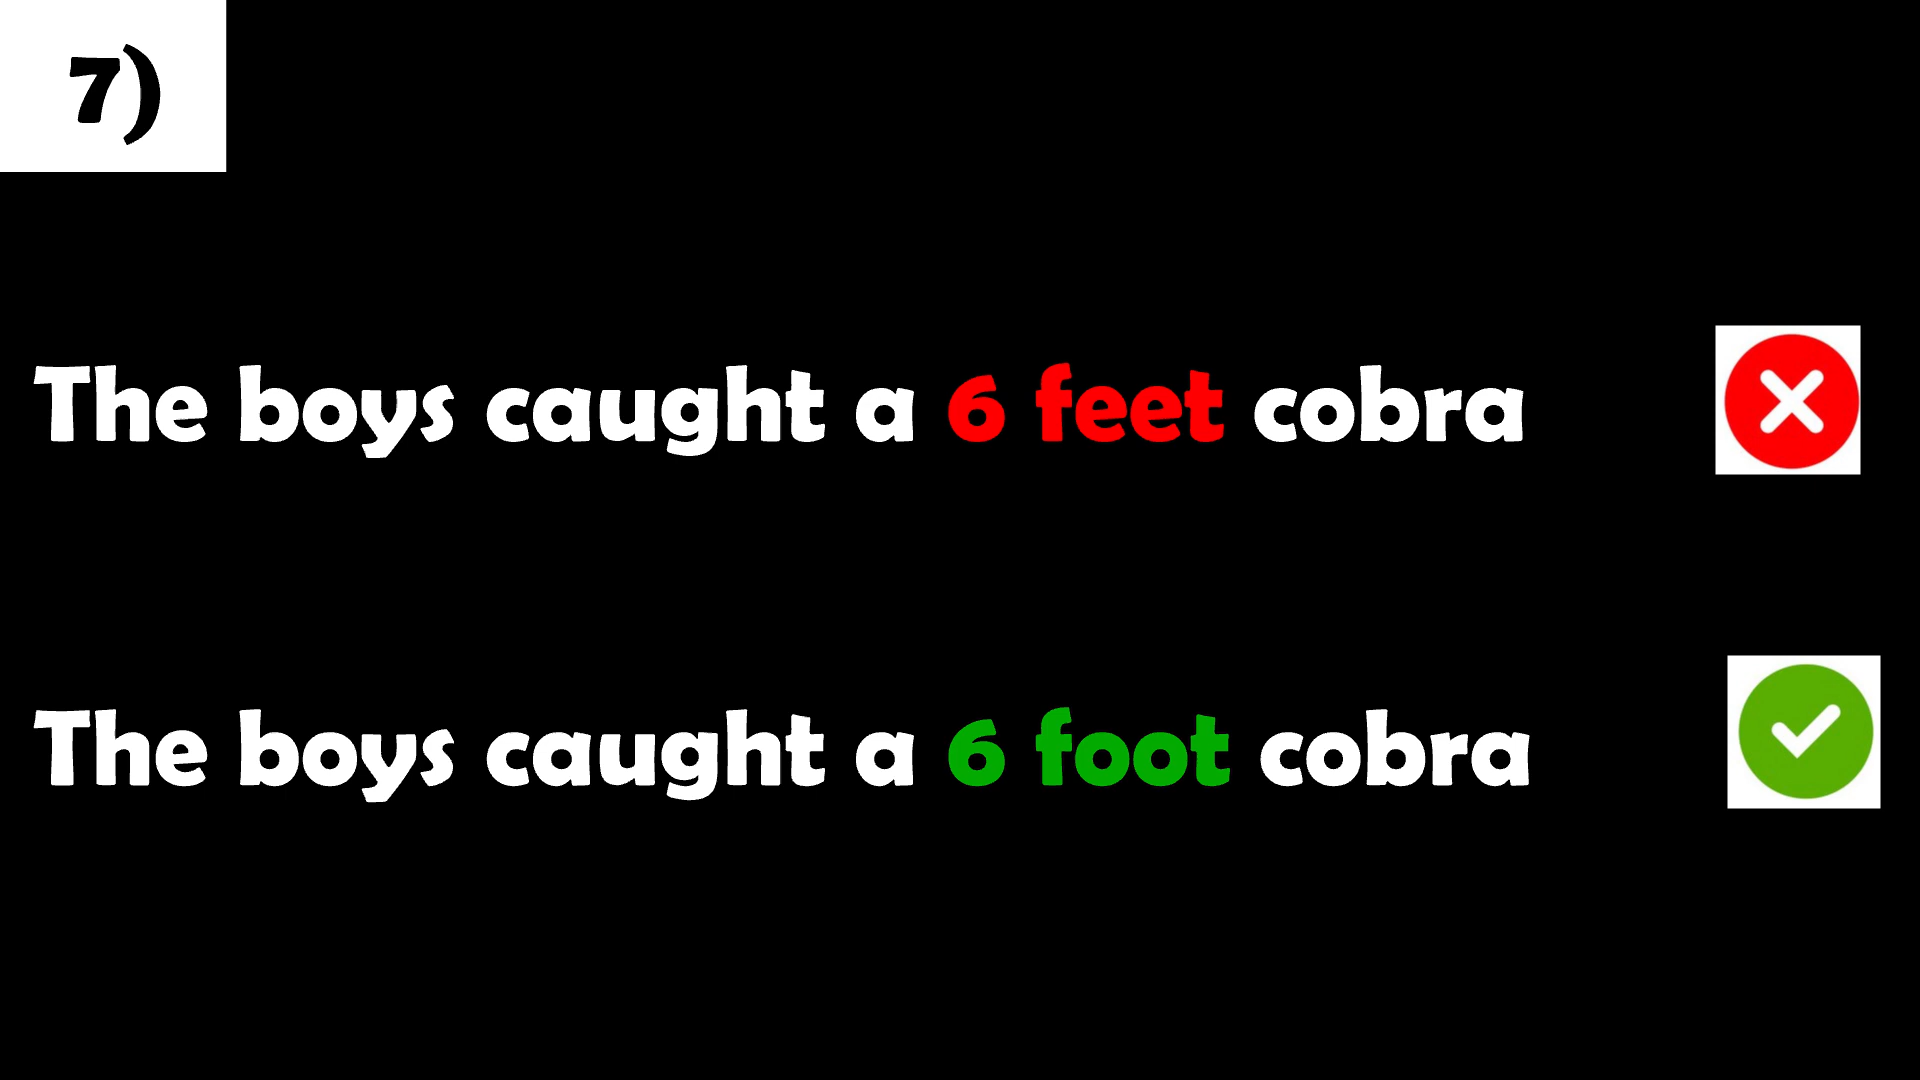 7)
The boys caught a 6 feet cobra
The boys caught a 6 foot cobra